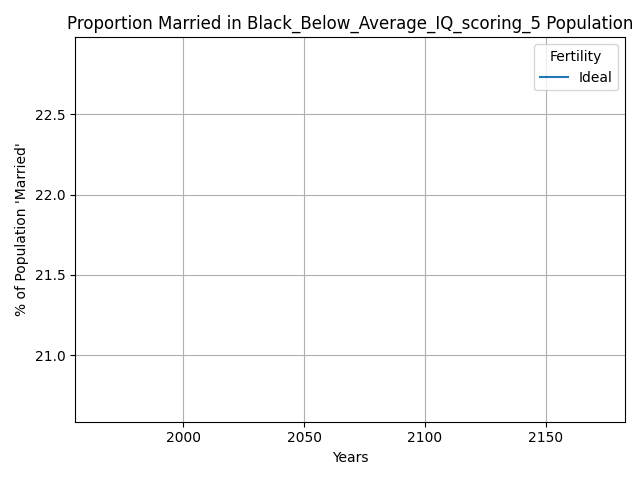 Proportion Married in Black_Below_Average_IQ_scoring_5 Population
Fertility
Ideal
22.5
22.0
21.5
21.0
% of Population 'Married'
2000
2050
2100
2150
Years